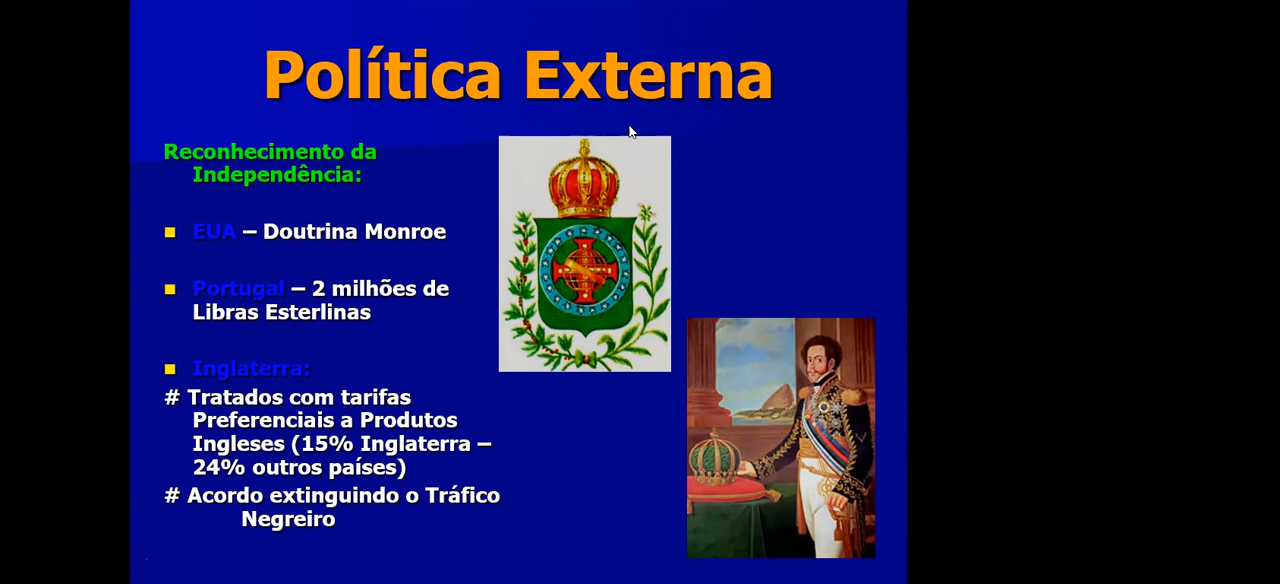 Política Externa
Reconhecimento da
Independência:
EUA – Doutrina Monroe
Portugal – 2 milhões de
Libras Esterlinas
Inglaterra:
# Tratados com tarifas
Preferenciais a Produtos
Ingleses (15% Inglaterra –
24% outros países)
# Acordo extinguindo o Tráfico
Negreiro